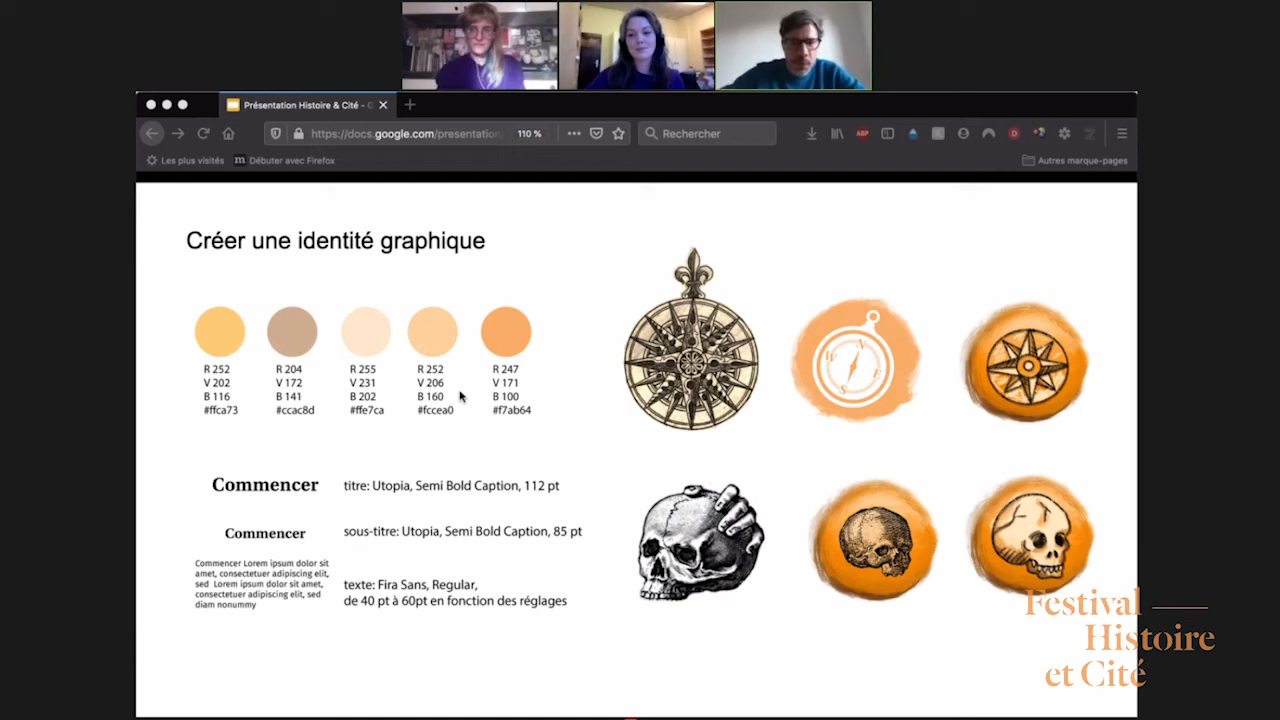 Présentation Histoire & Cité - G
https://docs.google.com/presentation
110 %
Rechercher
ABP
Les plus visités
m Débuter avec Firefox
Autres marque-pages
Créer une identité graphique
R 252
V 202
B 116
#ffca73
R 204
V 172
B 141
#ccac8d
R 255
V 231
B 202
#ffe7ca
R 252
V 206
B 160
#fccea0
R 247
V 171
B 100
#f7ab64
N
W
E
S
Commencer
titre: Utopia, Semi Bold Caption, 112 pt
Commencer
sous-titre: Utopia, Semi Bold Caption, 85 pt
Commencer Lorem ipsum dolor sit
amet, consectetuer adipiscing elit,
sed Lorem ipsum dolor sit amet,
consectetuer adipiscing elit, sed
diam nonummy
texte: Fira Sans, Regular,
de 40 pt à 60pt en fonction des réglages
Festival
Histoire
et Cité